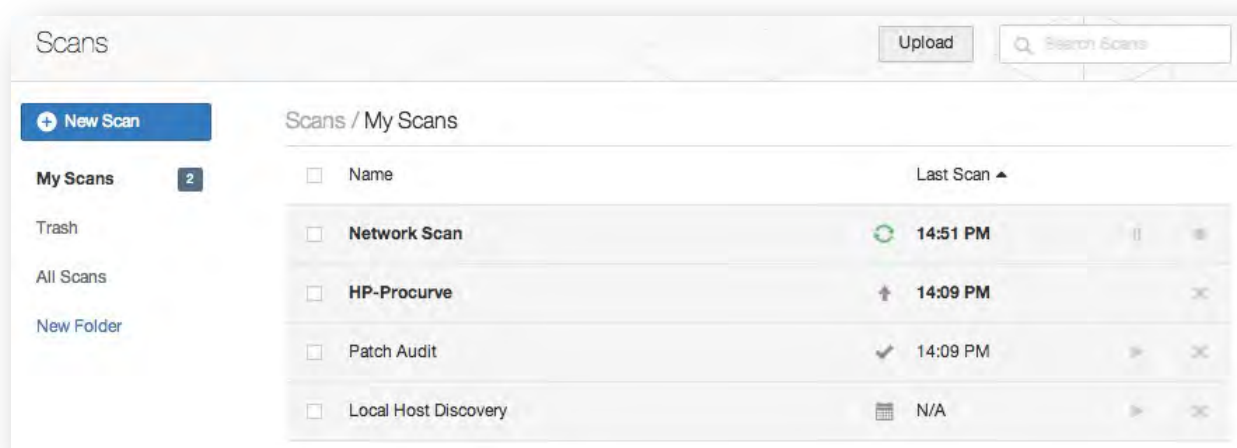 Scans
Upload
Search Scans
New Scan
Scans / My Scans
My Scans 2
Name Last Scan
Trash
Network Scan 14:51 PM
All Scans
HP-Procurve 14:09 PM
New Folder
Patch Audit 14:09 PM
Local Host Discovery N/A